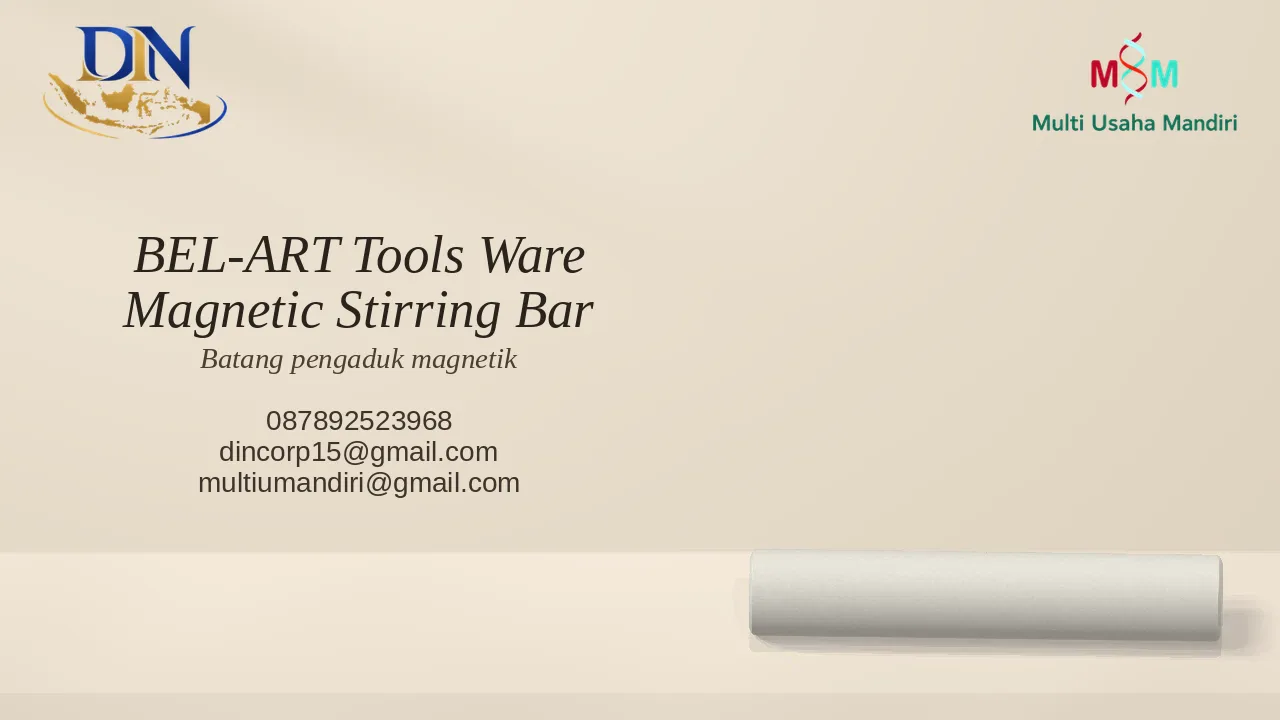 DIN
MSM
Multi Usaha Mandiri
BEL-ART Tools Ware
Magnetic Stirring Bar
Batang pengaduk magnetik
087892523968
dincorp15@gmail.com
multiumandiri@gmail.com